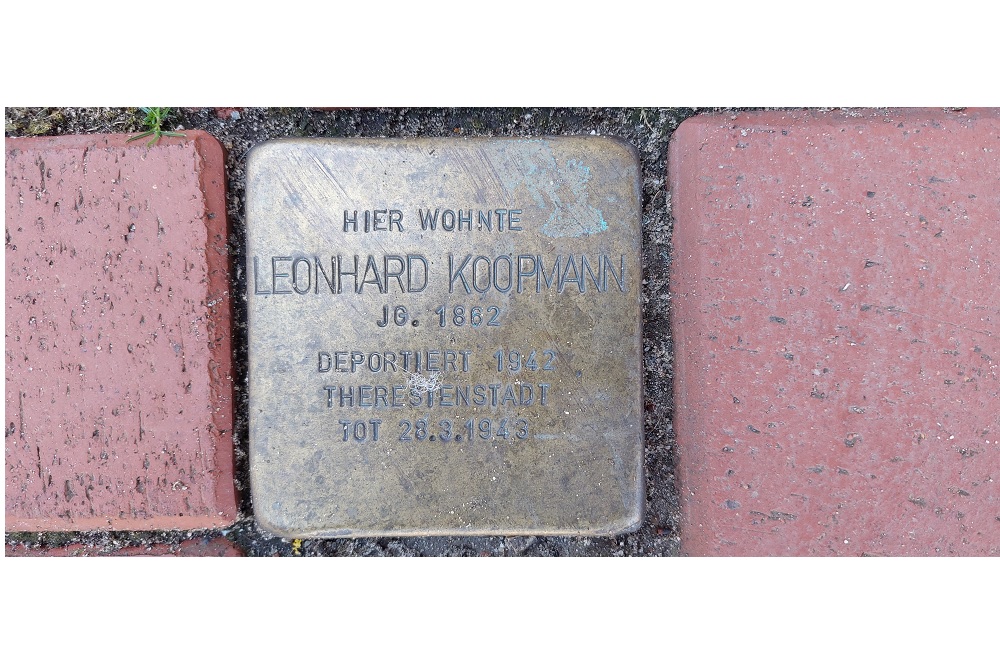 HIER WOHNTE
LEONHARD KOOPMANN
JG. 1862
DEPORTIERT 1942
THERESIENSTADT
TOT 28.3.1943